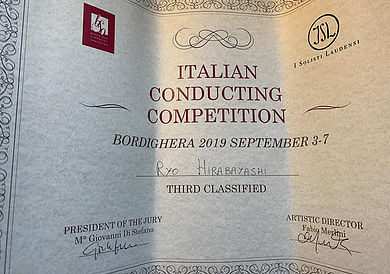 ISL
I SOLISTI LAUDENSI
ITALIAN
CONDUCTING
COMPETITION
BORDIGHERA 2019 SEPTEMBER 3-7
RYO HIRABAYASHI
THIRD CLASSIFIED
PRESIDENT OF THE JURY
M° Giovanni Di Stefano
ARTISTIC DIRECTOR
Fabio Merlini